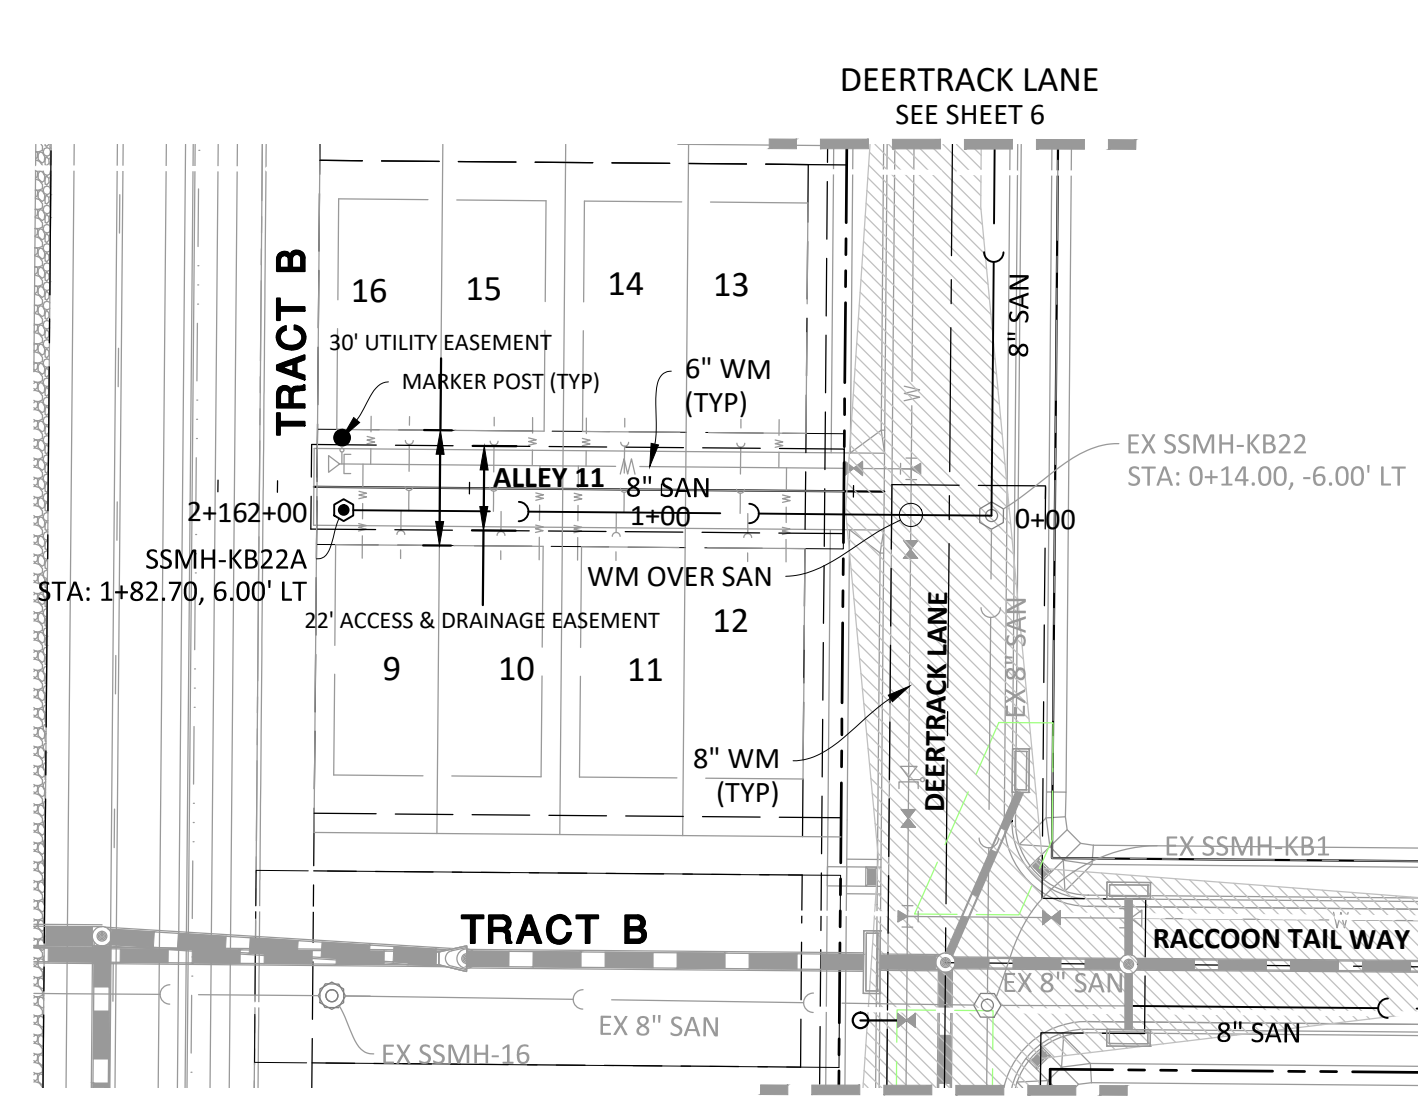 DEERTRACK LANE
SEE SHEET 6
TRACT B
16
15
14
13
8" SAN
30' UTILITY EASEMENT
MARKER POST (TYP)
6" WM
(TYP)
W
EX SSMH-KB22
STA: 0+14.00, -6.00' LT
ALLEY 11
8" SAN
1+00
2+16
2+00
0+00
SSMH-KB22A
STA: 1+82.70, 6.00' LT
WM OVER SAN
22' ACCESS & DRAINAGE EASEMENT
12
9
10
11
DEERTRACK LANE
EX 8" SAN
8" WM
(TYP)
EX SSMH-KB1
TRACT B
RACCOON TAIL WAY
W
EX 8" SAN
EX 8" SAN
8" SAN
EX SSMH-16